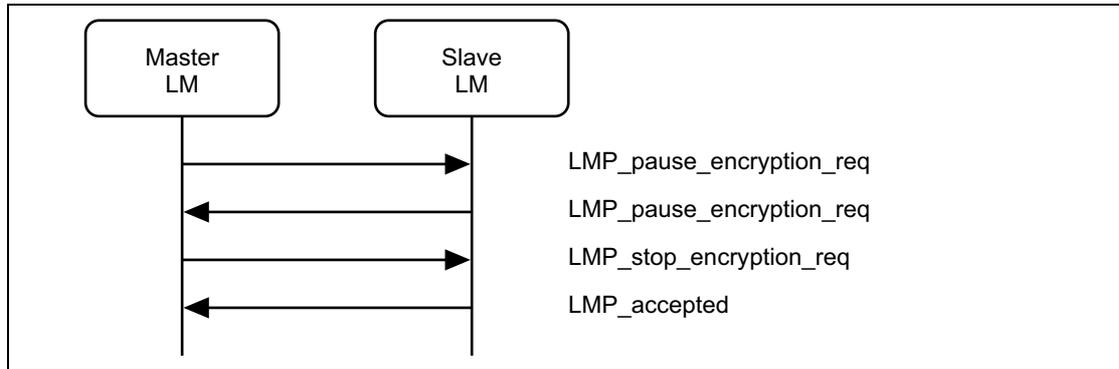 Master
LM
Slave
LM
LMP_pause_encryption_req
LMP_pause_encryption_req
LMP_stop_encryption_req
LMP_accepted